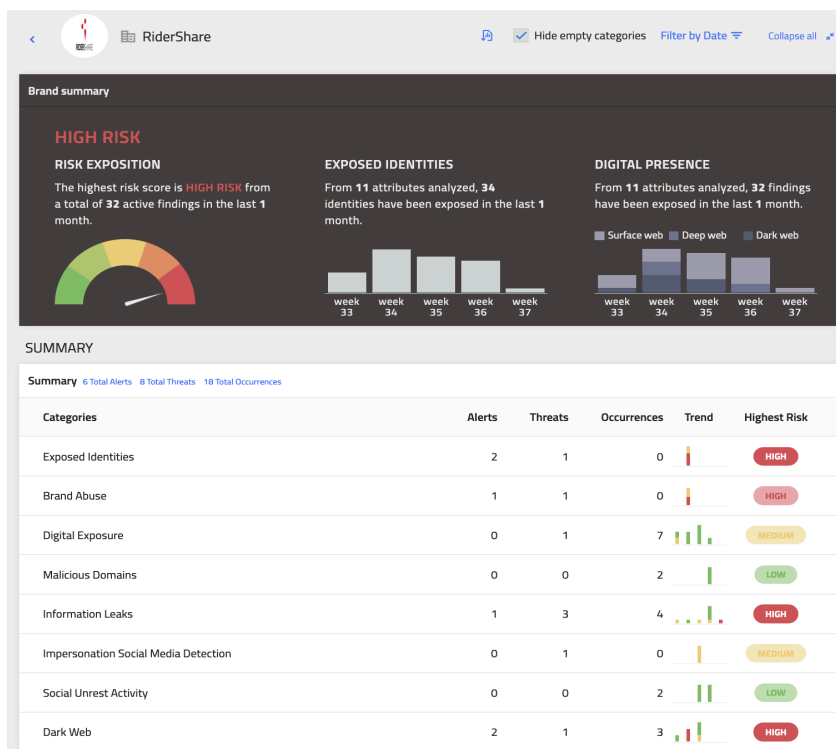 RIDERSHARE
RiderShare
Hide empty categories
Filter by Date
Collapse all
Brand summary
HIGH RISK
RISK EXPOSITION
The highest risk score is HIGH RISK from
a total of 32 active findings in the last 1
month.
EXPOSED IDENTITIES
From 11 attributes analyzed, 34
identities have been exposed in the last 1
month.
week 33
week 34
week 35
week 36
week 37
DIGITAL PRESENCE
From 11 attributes analyzed, 32 findings
have been exposed in the last 1 month.
Surface web Deep web Dark web
week 33
week 34
week 35
week 36
week 37
SUMMARY
Summary 6 Total Alerts 8 Total Threats 18 Total Occurrences
Categories Alerts Threats Occurrences Trend Highest Risk
Exposed Identities 2 1 0 HIGH
Brand Abuse 1 1 0 HIGH
Digital Exposure 0 1 7 MEDIUM
Malicious Domains 0 0 2 LOW
Information Leaks 1 3 4 HIGH
Impersonation Social Media Detection 0 1 0 MEDIUM
Social Unrest Activity 0 0 2 LOW
Dark Web 2 1 3 HIGH